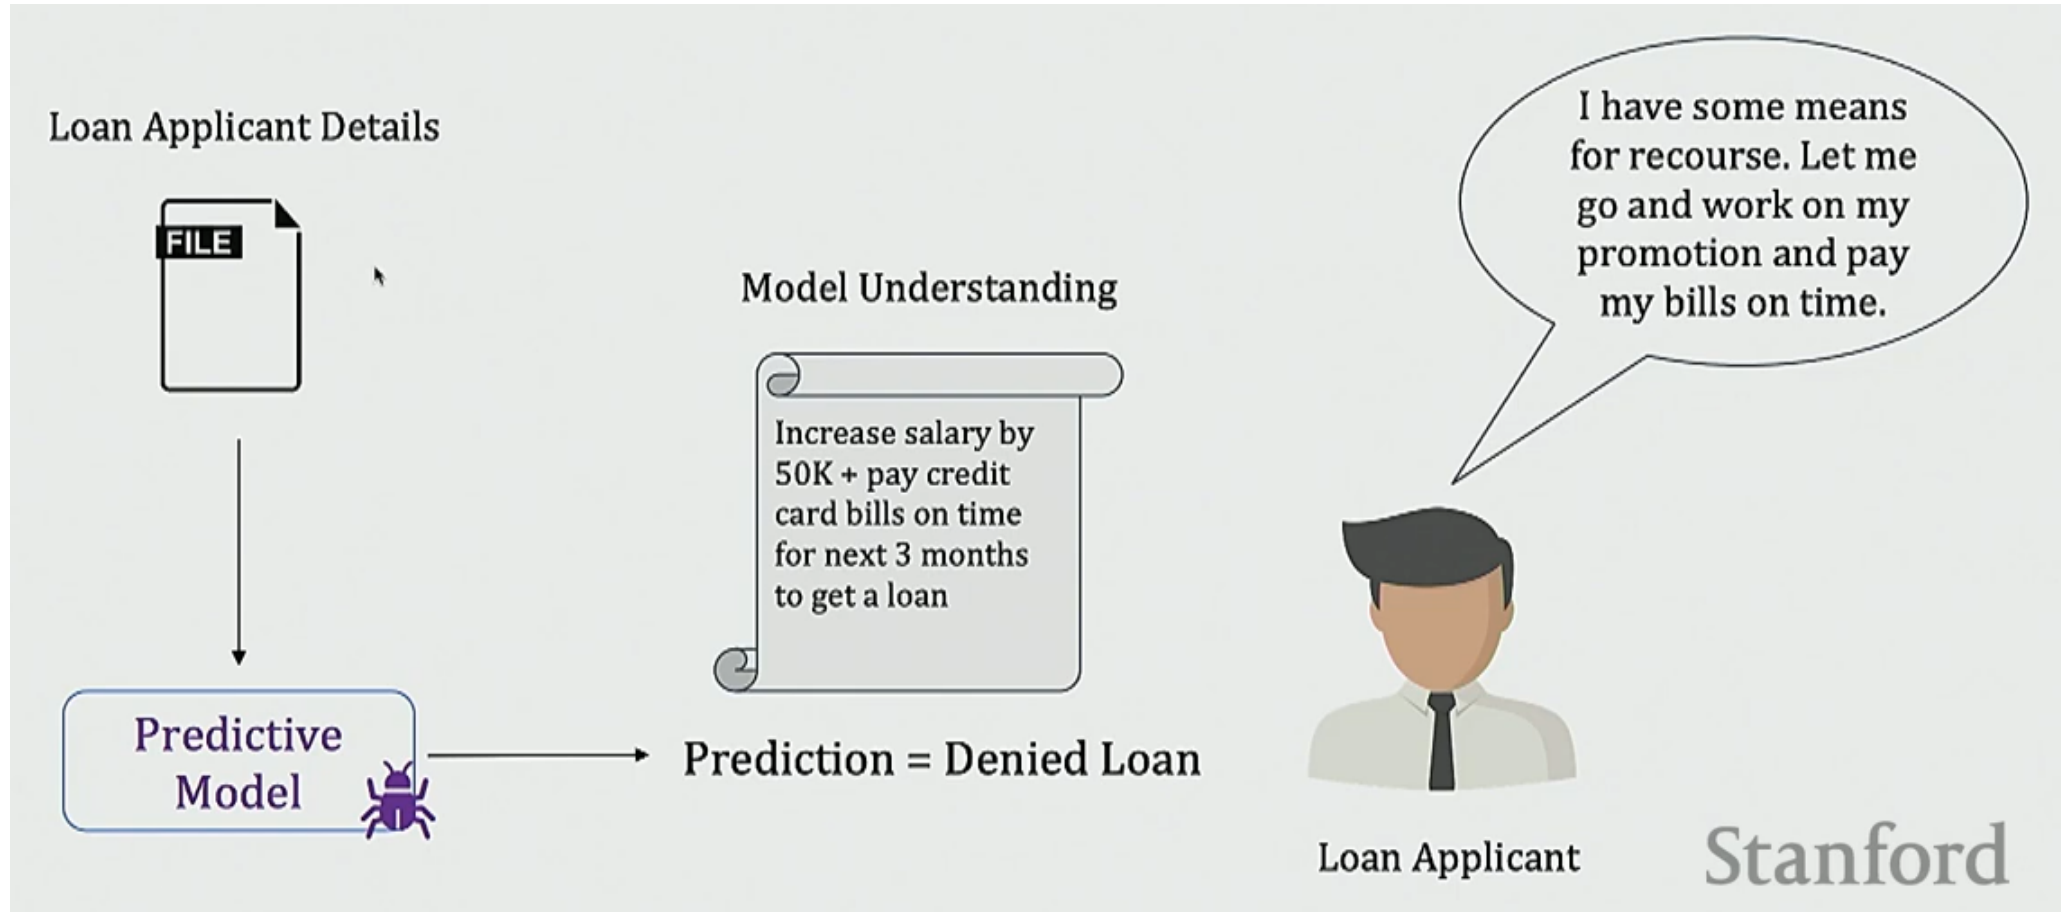 Loan Applicant Details
FILE
Predictive
Model
Model Understanding
Increase salary by
50K + pay credit
card bills on time
for next 3 months
to get a loan
Prediction = Denied Loan
I have some means
for recourse. Let me
go and work on my
promotion and pay
my bills on time.
Loan Applicant
Stanford